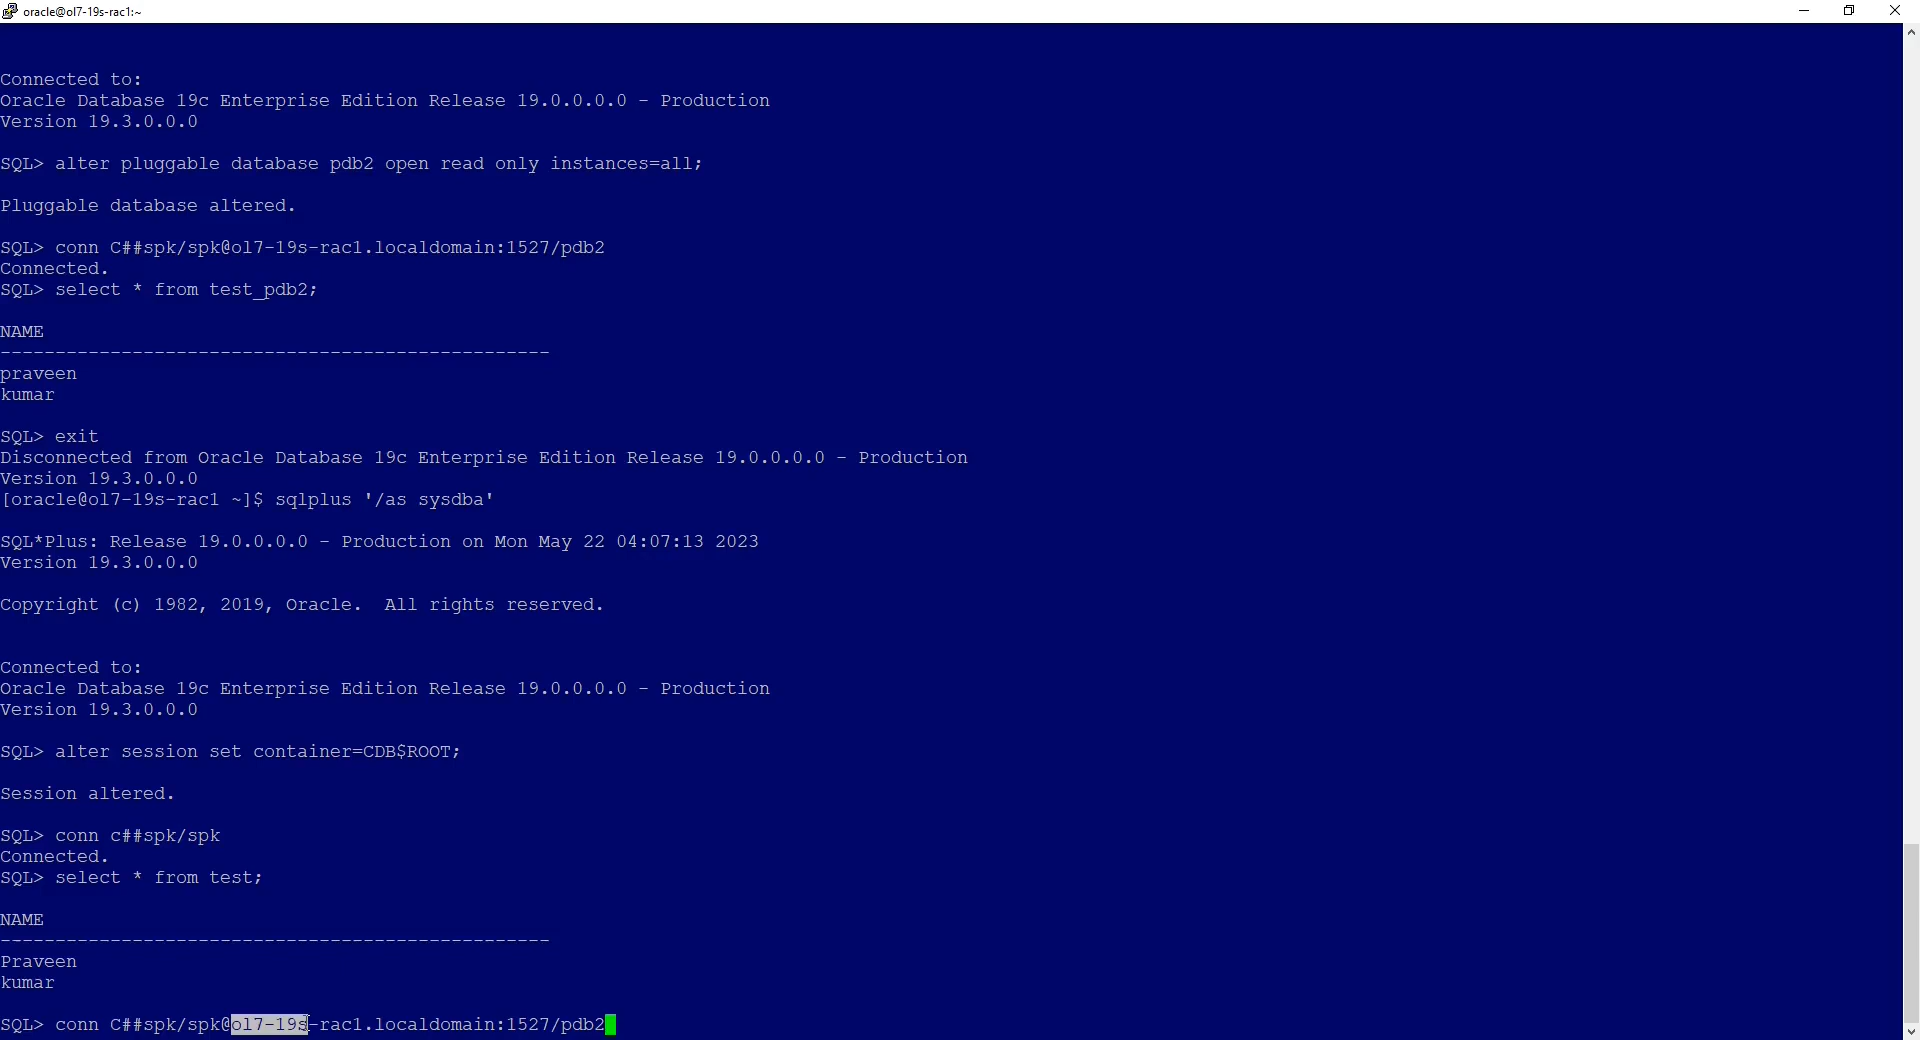 oracle@ol7-19s-rac1:~
Connected to:
Oracle Database 19c Enterprise Edition Release 19.0.0.0.0 - Production
Version 19.3.0.0.0
SQL> alter pluggable database pdb2 open read only instances=all;
Pluggable database altered.
SQL> conn C##spk/spk@ol7-19s-rac1.localdomain:1527/pdb2
Connected.
SQL> select * from test_pdb2;
NAME
--------------------------------------------------
praveen
kumar
SQL> exit
Disconnected from Oracle Database 19c Enterprise Edition Release 19.0.0.0.0 - Production
Version 19.3.0.0.0
[oracle@ol7-19s-rac1 ~]$ sqlplus '/as sysdba'
SQL*Plus: Release 19.0.0.0.0 - Production on Mon May 22 04:07:13 2023
Version 19.3.0.0.0
Copyright (c) 1982, 2019, Oracle.  All rights reserved.
Connected to:
Oracle Database 19c Enterprise Edition Release 19.0.0.0.0 - Production
Version 19.3.0.0.0
SQL> alter session set container=CDB$ROOT;
Session altered.
SQL> conn c##spk/spk
Connected.
SQL> select * from test;
NAME
--------------------------------------------------
Praveen
kumar
SQL> conn C##spk/spk@ol7-19s-rac1.localdomain:1527/pdb2